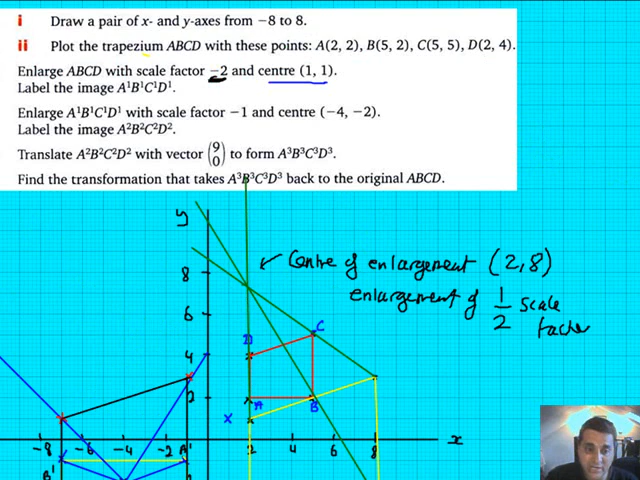 i Draw a pair of x- and y-axes from −8 to 8.
ii Plot the trapezium ABCD with these points: A(2, 2), B(5, 2), C(5, 5), D(2, 4).
Enlarge ABCD with scale factor −2 and centre (1, 1).
Label the image A¹B¹C¹D¹.
Enlarge A¹B¹C¹D¹ with scale factor −1 and centre (−4, −2).
Label the image A²B²C²D².
Translate A²B²C²D² with vector (9 0) to form A³B³C³D³.
Find the transformation that takes A³B³C³D³ back to the original ABCD.
y
Centre of enlargement (2,8)
8
enlargement of 1/2 scale
factor
6
C
D
4
2
A
B
X
-8 -6 -4 -2 2 4 6 8 x
B' A'